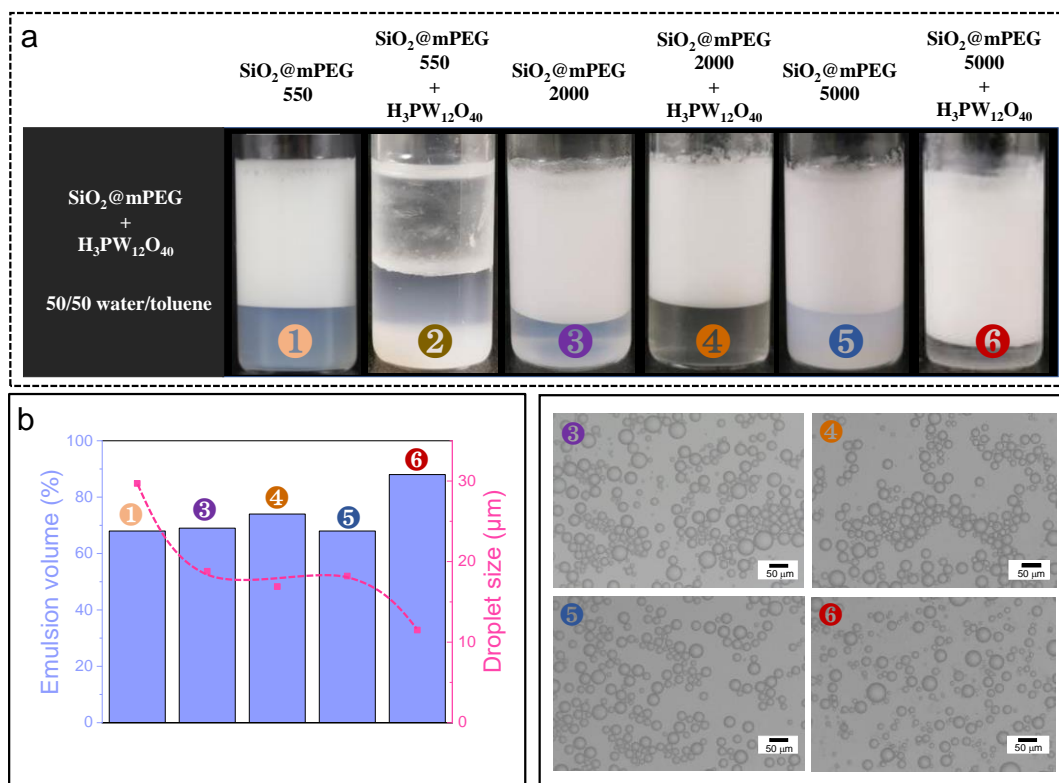 a
SiO₂@mPEG
550
SiO₂@mPEG
550
+
H₃PW₁₂O₄₀
SiO₂@mPEG
2000
SiO₂@mPEG
2000
+
H₃PW₁₂O₄₀
SiO₂@mPEG
5000
SiO₂@mPEG
5000
+
H₃PW₁₂O₄₀
SiO₂@mPEG
+
H₃PW₁₂O₄₀
50/50 water/toluene
1
2
3
4
5
6
b
Emulsion volume (%)
100
80
60
40
20
0
1
3
4
5
6
30
20
10
0
Droplet size (μm)
3
50 μm
4
50 μm
5
50 μm
6
50 μm